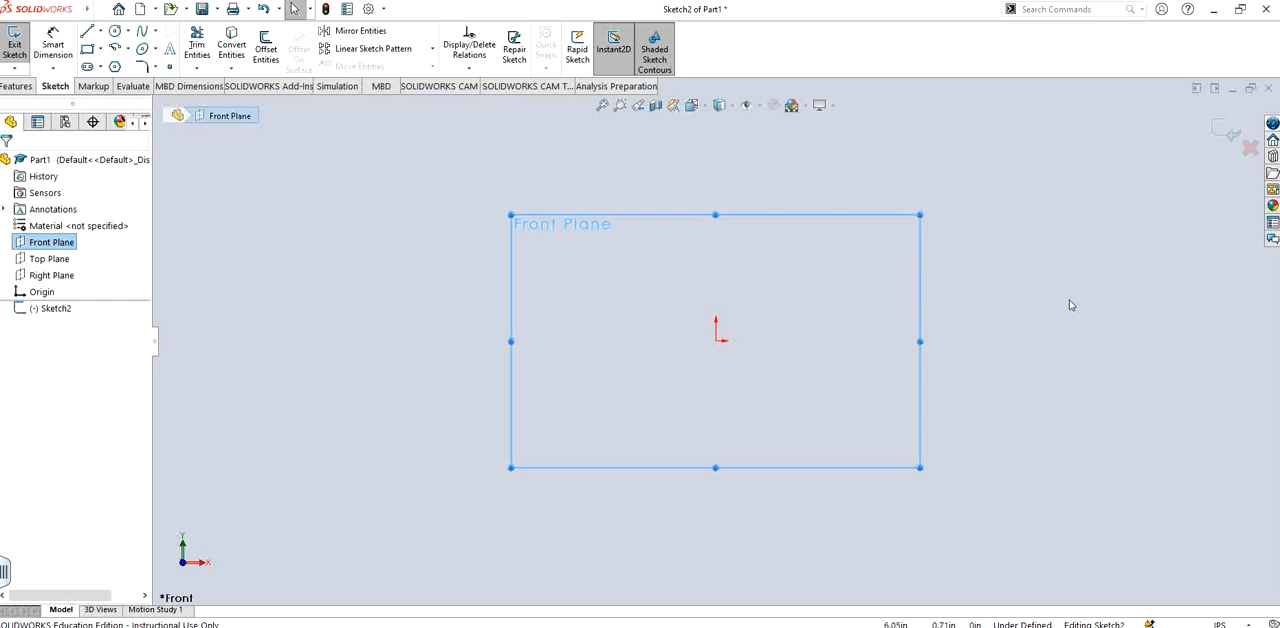 SOLIDWORKS
Sketch2 of Part1 *
Search Commands
Exit Sketch
Smart Dimension
Trim Entities
Convert Entities
Offset Entities
Offset On Surface
Mirror Entities
Linear Sketch Pattern
Move Entities
Display/Delete Relations
Repair Sketch
Quick Snaps
Rapid Sketch
Instant2D
Shaded Sketch Contours
Features
Sketch
Markup
Evaluate
MBD Dimensions
SOLIDWORKS Add-Ins
Simulation
MBD
SOLIDWORKS CAM
SOLIDWORKS CAM T...
Analysis Preparation
Front Plane
Part1 (Default<<Default>_Dis
History
Sensors
Annotations
Material <not specified>
Front Plane
Top Plane
Right Plane
Origin
(-) Sketch2
Front Plane
Y
X
*Front
Model
3D Views
Motion Study 1
SOLIDWORKS Education Edition - Instructional Use Only
6.05in
0.71in
0in
Under Defined
Editing Sketch2
IPS